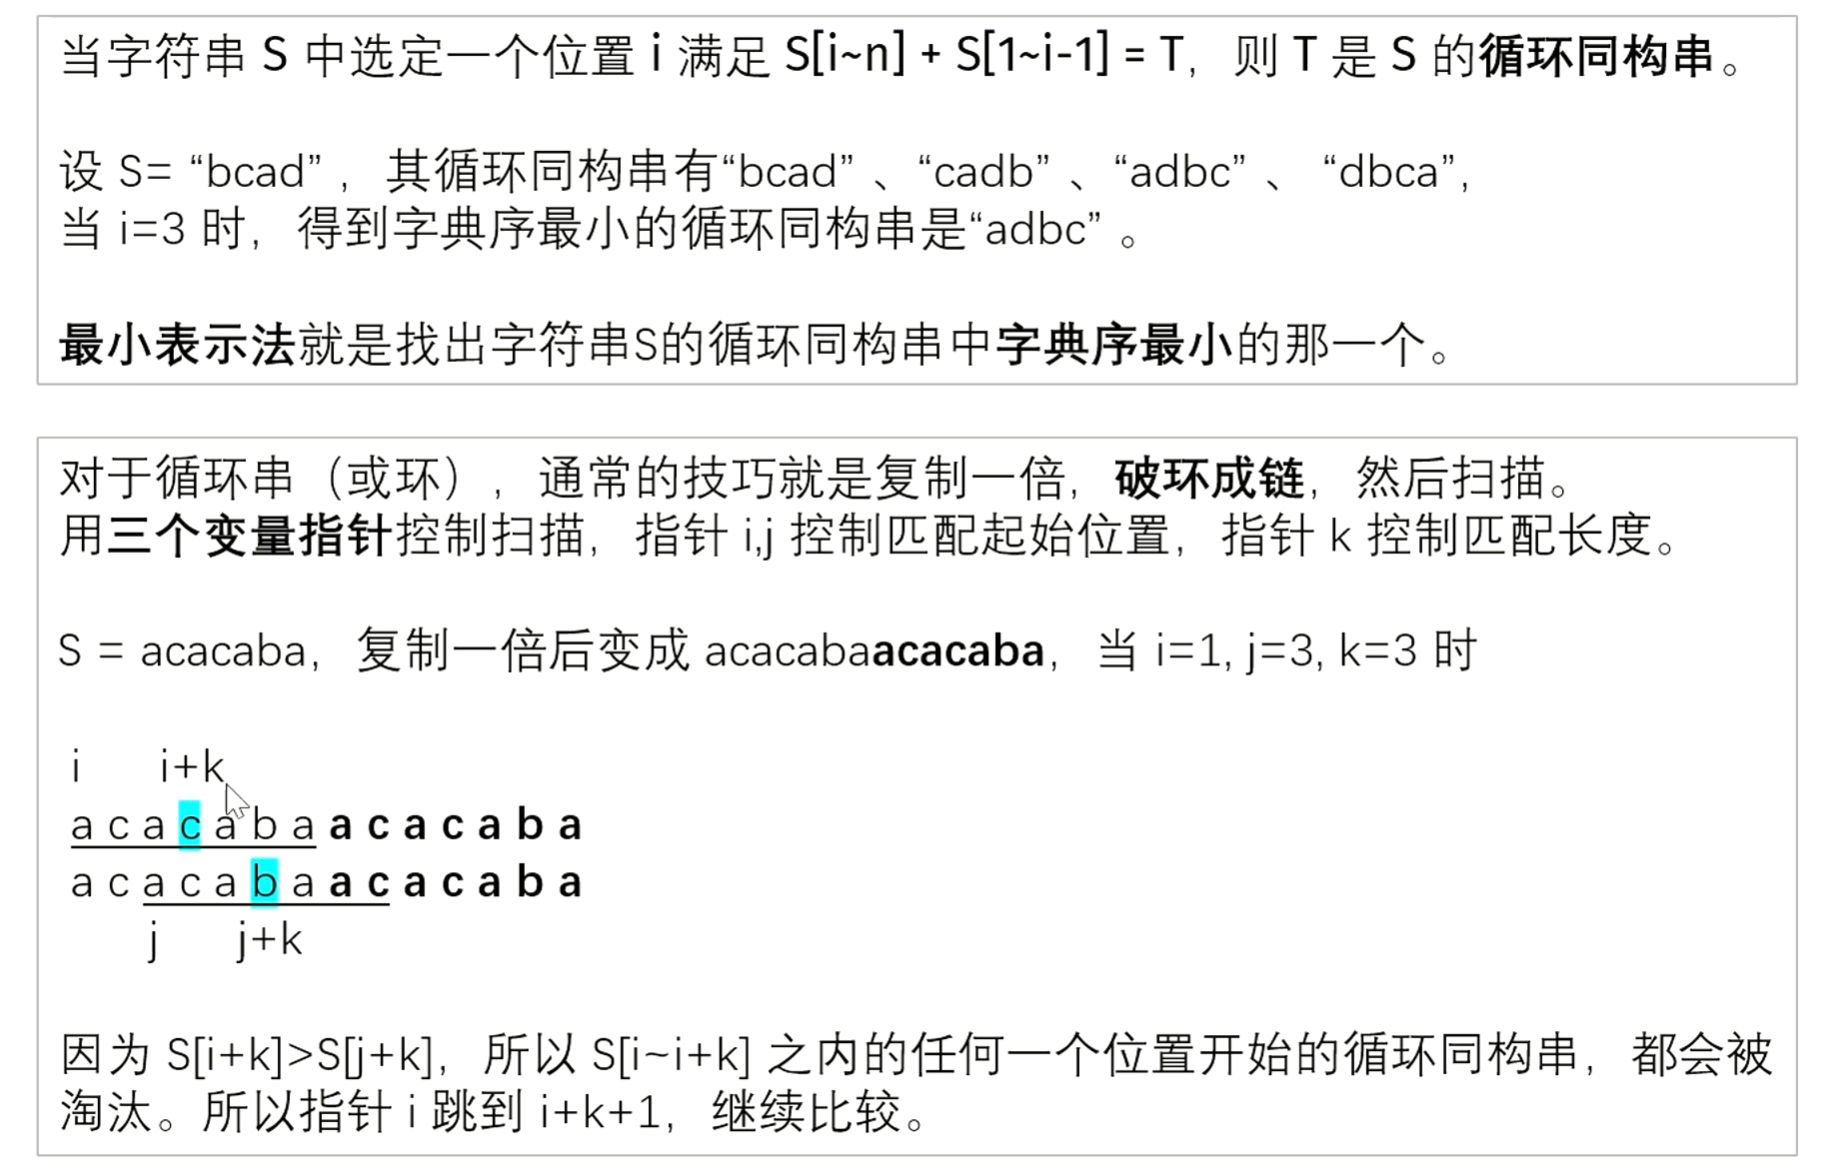 当字符串 S 中选定一个位置 i 满足 S[i~n] + S[1~i-1] = T，则 T 是 S 的循环同构串。
设 S= “bcad” ，其循环同构串有“bcad” 、“cadb” 、“adbc” 、 “dbca”,
当 i=3 时，得到字典序最小的循环同构串是“adbc” 。
最小表示法就是找出字符串S的循环同构串中字典序最小的那一个。
对于循环串（或环），通常的技巧就是复制一倍，破环成链，然后扫描。
用三个变量指针控制扫描，指针 i,j 控制匹配起始位置，指针 k 控制匹配长度。
S = acacaba，复制一倍后变成 acacabaacacaba，当 i=1, j=3, k=3 时
i i+k
a c a c a b a a c a c a b a
a c a c a b a a c a c a b a
j j+k
因为 S[i+k]>S[j+k]，所以 S[i~i+k] 之内的任何一个位置开始的循环同构串，都会被
淘汰。所以指针 i 跳到 i+k+1，继续比较。